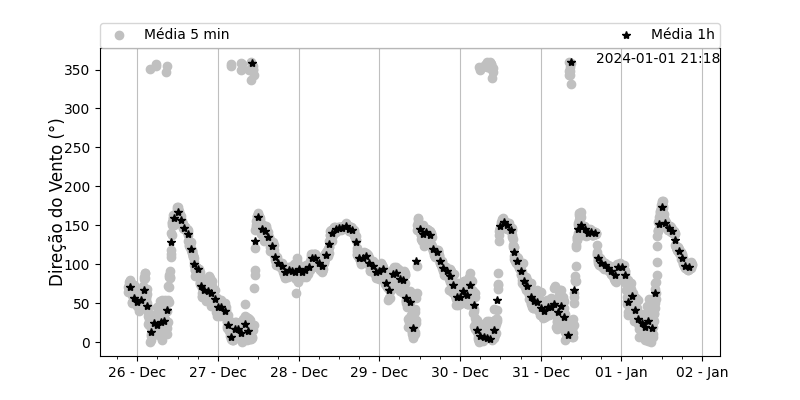 Média 5 min
Média 1h
2024-01-01 21:18
Direção do Vento (°)
350
300
250
200
150
100
50
0
26 - Dec
27 - Dec
28 - Dec
29 - Dec
30 - Dec
31 - Dec
01 - Jan
02 - Jan